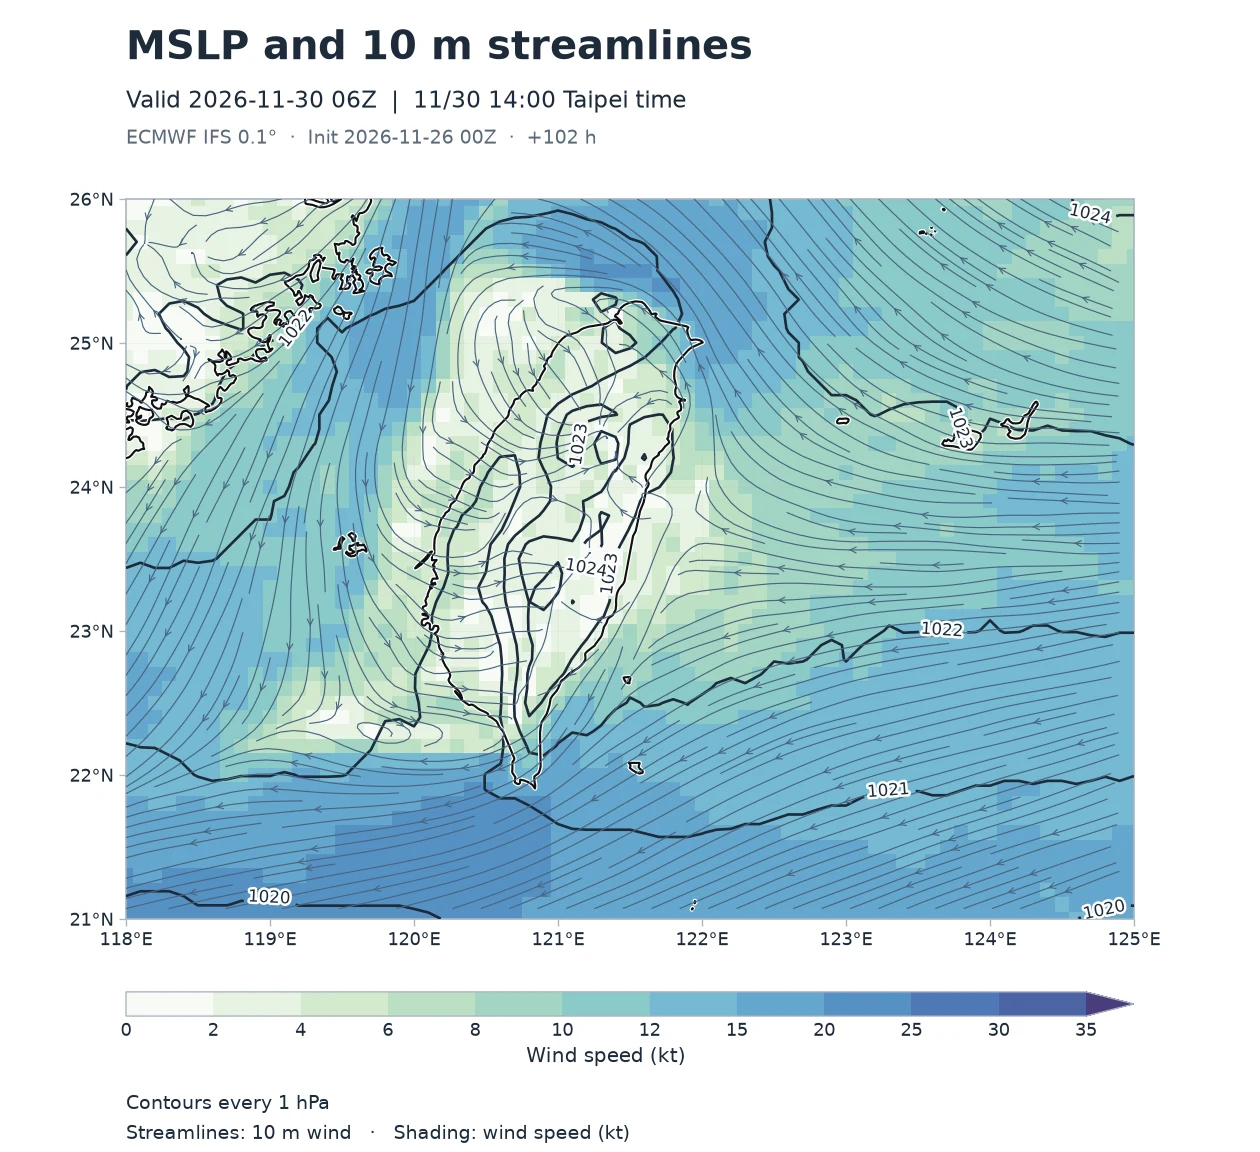 MSLP and 10 m streamlines
Valid 2026-11-30 06Z | 11/30 14:00 Taipei time
ECMWF IFS 0.1° · Init 2026-11-26 00Z · +102 h
26°N
25°N
24°N
23°N
22°N
21°N
1024
1022
1023
1023
1024
1023
1022
1021
1020
1020
118°E 119°E 120°E 121°E 122°E 123°E 124°E 125°E
0 2 4 6 8 10 12 15 20 25 30 35
Wind speed (kt)
Contours every 1 hPa
Streamlines: 10 m wind · Shading: wind speed (kt)